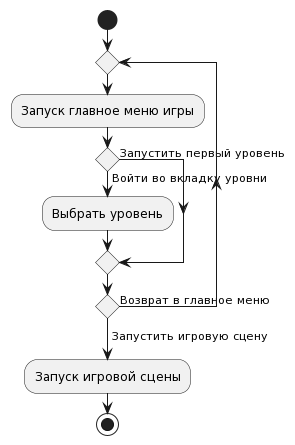 Запуск главное меню игры
Запустить первый уровень
Войти во вкладку уровни
Выбрать уровень
Возврат в главное меню
Запустить игровую сцену
Запуск игровой сцены